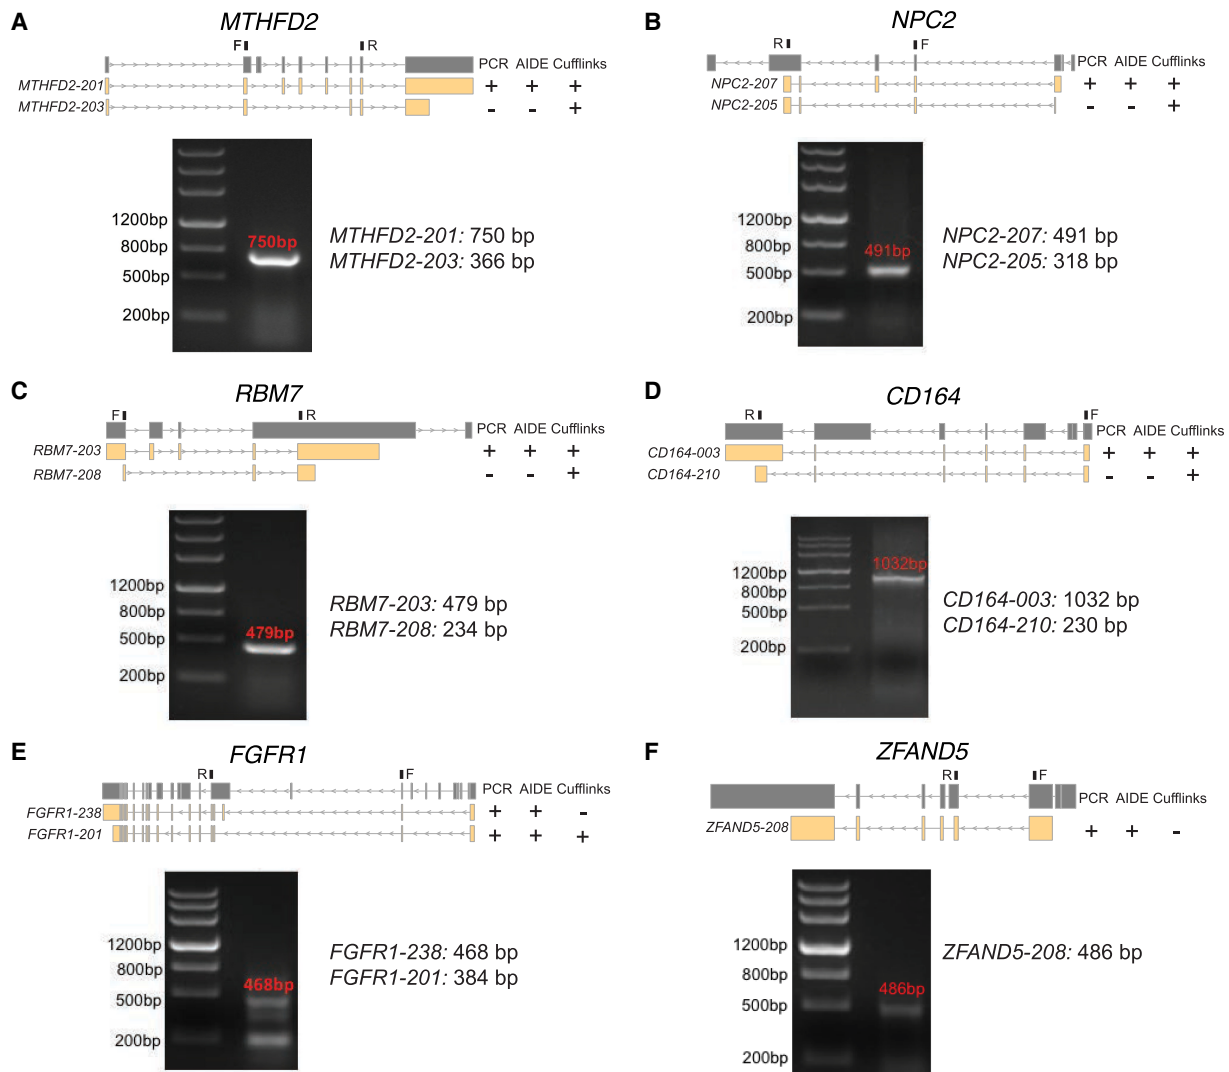 A
MTHFD2
F R
PCR AIDE Cufflinks
MTHFD2-201 + + +
MTHFD2-203 - - +
1200bp
800bp
500bp
200bp
750bp
MTHFD2-201: 750 bp
MTHFD2-203: 366 bp
B
NPC2
R F
PCR AIDE Cufflinks
NPC2-207 + + +
NPC2-205 - - +
1200bp
800bp
500bp
200bp
491bp
NPC2-207: 491 bp
NPC2-205: 318 bp
C
RBM7
F R
PCR AIDE Cufflinks
RBM7-203 + + +
RBM7-208 - - +
1200bp
800bp
500bp
200bp
479bp
RBM7-203: 479 bp
RBM7-208: 234 bp
D
CD164
R F
PCR AIDE Cufflinks
CD164-003 + + +
CD164-210 - - +
1200bp
800bp
500bp
200bp
1032bp
CD164-003: 1032 bp
CD164-210: 230 bp
E
FGFR1
R F
PCR AIDE Cufflinks
FGFR1-238 + + -
FGFR1-201 + + +
1200bp
800bp
500bp
200bp
468bp
FGFR1-238: 468 bp
FGFR1-201: 384 bp
F
ZFAND5
R F
PCR AIDE Cufflinks
ZFAND5-208 + + -
1200bp
800bp
500bp
200bp
486bp
ZFAND5-208: 486 bp